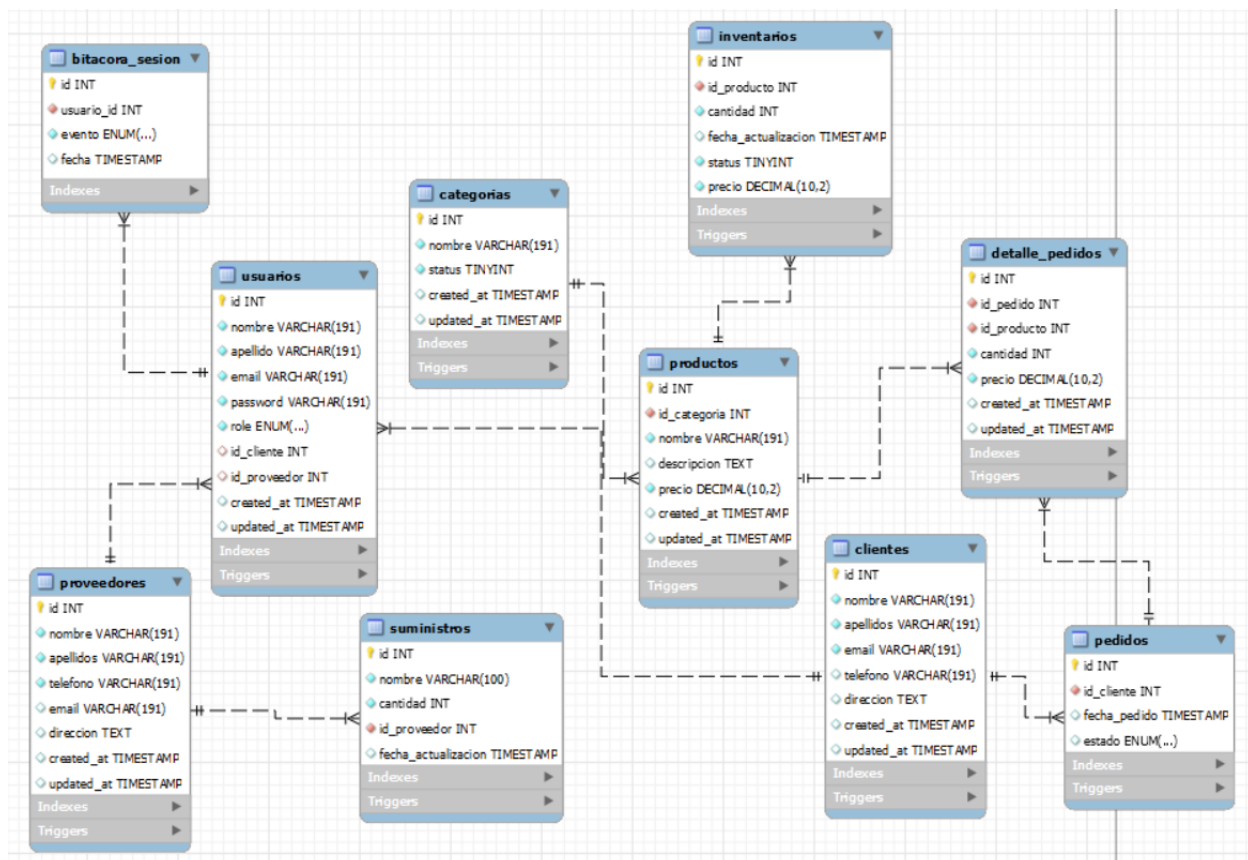 bitacora_sesion
id INT
usuario_id INT
evento ENUM(...)
fecha TIMESTAMP
Indexes
usuarios
id INT
nombre VARCHAR(191)
apellido VARCHAR(191)
email VARCHAR(191)
password VARCHAR(191)
role ENUM(...)
id_cliente INT
id_proveedor INT
created_at TIMESTAMP
updated_at TIMESTAMP
Indexes
Triggers
proveedores
id INT
nombre VARCHAR(191)
apellidos VARCHAR(191)
telefono VARCHAR(191)
email VARCHAR(191)
direccion TEXT
created_at TIMESTAMP
updated_at TIMESTAMP
Indexes
Triggers
categorias
id INT
nombre VARCHAR(191)
status TINYINT
created_at TIMESTAMP
updated_at TIMESTAMP
Indexes
Triggers
suministros
id INT
nombre VARCHAR(100)
cantidad INT
id_proveedor INT
fecha_actualizacion TIMESTAMP
Indexes
Triggers
inventarios
id INT
id_producto INT
cantidad INT
fecha_actualizacion TIMESTAMP
status TINYINT
precio DECIMAL(10,2)
Indexes
Triggers
productos
id INT
id_categoria INT
nombre VARCHAR(191)
descripcion TEXT
precio DECIMAL(10,2)
created_at TIMESTAMP
updated_at TIMESTAMP
Indexes
Triggers
detalle_pedidos
id INT
id_pedido INT
id_producto INT
cantidad INT
precio DECIMAL(10,2)
created_at TIMESTAMP
updated_at TIMESTAMP
Indexes
Triggers
clientes
id INT
nombre VARCHAR(191)
apellidos VARCHAR(191)
email VARCHAR(191)
telefono VARCHAR(191)
direccion TEXT
created_at TIMESTAMP
updated_at TIMESTAMP
Indexes
Triggers
pedidos
id INT
id_cliente INT
fecha_pedido TIMESTAMP
estado ENUM(...)
Indexes
Triggers